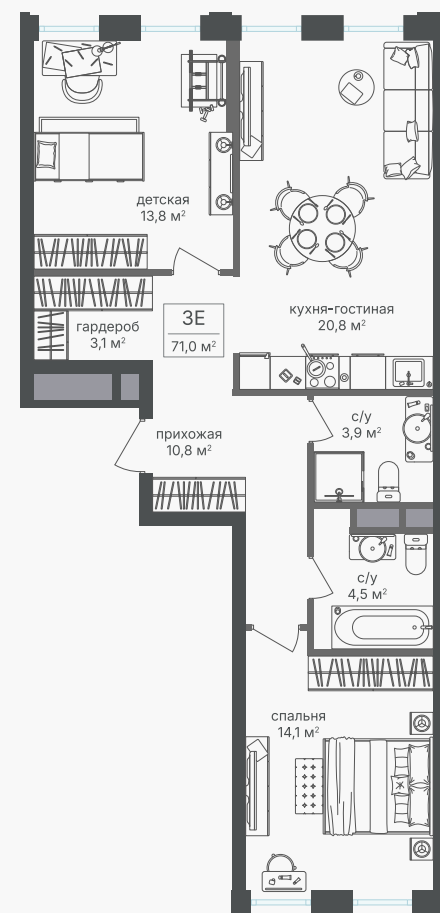 детская
13,8 м²
кухня-гостиная
20,8 м²
3Е
71,0 м²
гардероб
3,1 м²
прихожая
10,8 м²
с/у
3,9 м²
с/у
4,5 м²
спальня
14,1 м²